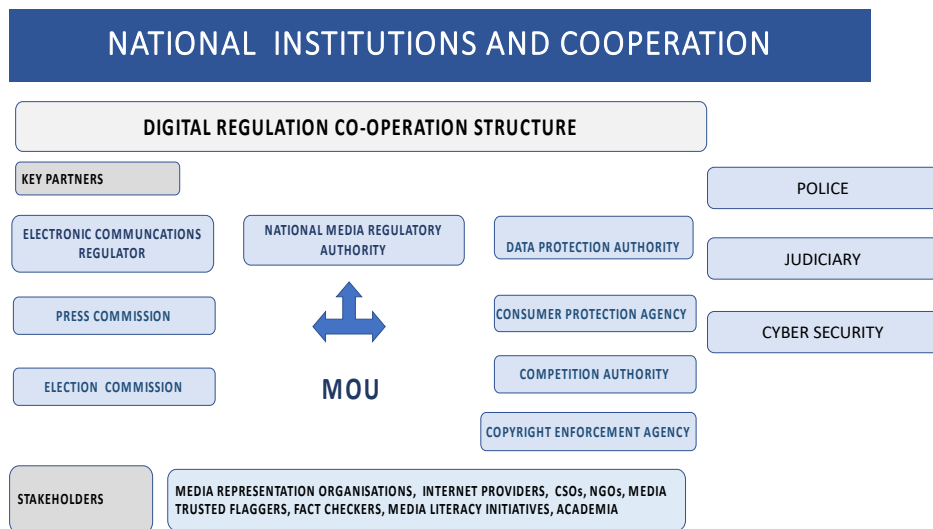 NATIONAL INSTITUTIONS AND COOPERATION
DIGITAL REGULATION CO-OPERATION STRUCTURE
KEY PARTNERS
ELECTRONIC COMMUNCATIONS
REGULATOR
PRESS COMMISSION
ELECTION COMMISSION
NATIONAL MEDIA REGULATORY
AUTHORITY
MOU
DATA PROTECTION AUTHORITY
CONSUMER PROTECTION AGENCY
COMPETITION AUTHORITY
COPYRIGHT ENFORCEMENT AGENCY
POLICE
JUDICIARY
CYBER SECURITY
STAKEHOLDERS
MEDIA REPRESENTATION ORGANISATIONS, INTERNET PROVIDERS, CSOs, NGOs, MEDIA
TRUSTED FLAGGERS, FACT CHECKERS, MEDIA LITERACY INITIATIVES, ACADEMIA